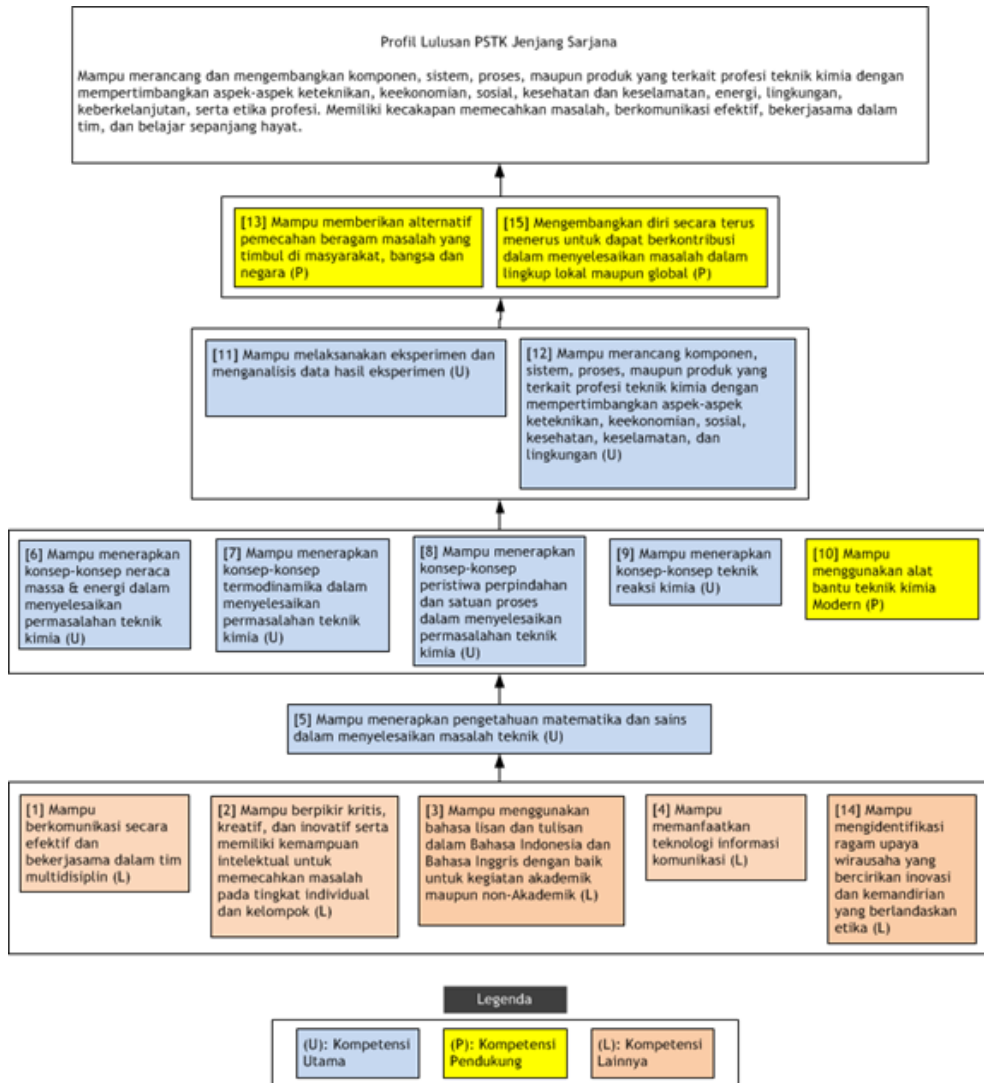 Profil Lulusan PSTK Jenjang Sarjana
Mampu merancang dan mengembangkan komponen, sistem, proses, maupun produk yang terkait profesi teknik kimia dengan
mempertimbangkan aspek-aspek keteknikan, keekonomian, sosial, kesehatan dan keselamatan, energi, lingkungan,
keberkelanjutan, serta etika profesi. Memiliki kecakapan memecahkan masalah, berkomunikasi efektif, bekerjasama dalam
tim, dan belajar sepanjang hayat.
[13] Mampu memberikan alternatif
pemecahan beragam masalah yang
timbul di masyarakat, bangsa dan
negara (P)
[15] Mengembangkan diri secara terus
menerus untuk dapat berkontribusi
dalam menyelesaikan masalah dalam
lingkup lokal maupun global (P)
[11] Mampu melaksanakan eksperimen dan
menganalisis data hasil eksperimen (U)
[12] Mampu merancang komponen,
sistem, proses, maupun produk yang
terkait profesi teknik kimia dengan
mempertimbangkan aspek-aspek
keteknikan, keekonomian, sosial,
kesehatan, keselamatan, dan
lingkungan (U)
[6] Mampu menerapkan
konsep-konsep neraca
massa & energi dalam
menyelesaikan
permasalahan teknik
kimia (U)
[7] Mampu menerapkan
konsep-konsep
termodinamika dalam
menyelesaikan
permasalahan teknik
kimia (U)
[8] Mampu menerapkan
konsep-konsep
peristiwa perpindahan
dan satuan proses
dalam menyelesaikan
permasalahan teknik
kimia (U)
[9] Mampu menerapkan
konsep-konsep teknik
reaksi kimia (U)
[10] Mampu
menggunakan alat
bantu teknik kimia
Modern (P)
[5] Mampu menerapkan pengetahuan matematika dan sains
dalam menyelesaikan masalah teknik (U)
[1] Mampu
berkomunikasi secara
efektif dan
bekerjasama dalam tim
multidisiplin (L)
[2] Mampu berpikir kritis,
kreatif, dan inovatif serta
memiliki kemampuan
intelektual untuk
memecahkan masalah
pada tingkat individual
dan kelompok (L)
[3] Mampu menggunakan
bahasa lisan dan tulisan
dalam Bahasa Indonesia dan
Bahasa Inggris dengan baik
untuk kegiatan akademik
maupun non-Akademik (L)
[4] Mampu
memanfaatkan
teknologi informasi
komunikasi (L)
[14] Mampu
mengidentifikasi
ragam upaya
wirausaha yang
bercirikan inovasi
dan kemandirian
yang berlandaskan
etika (L)
Legenda
(U): Kompetensi
Utama
(P): Kompetensi
Pendukung
(L): Kompetensi
Lainnya